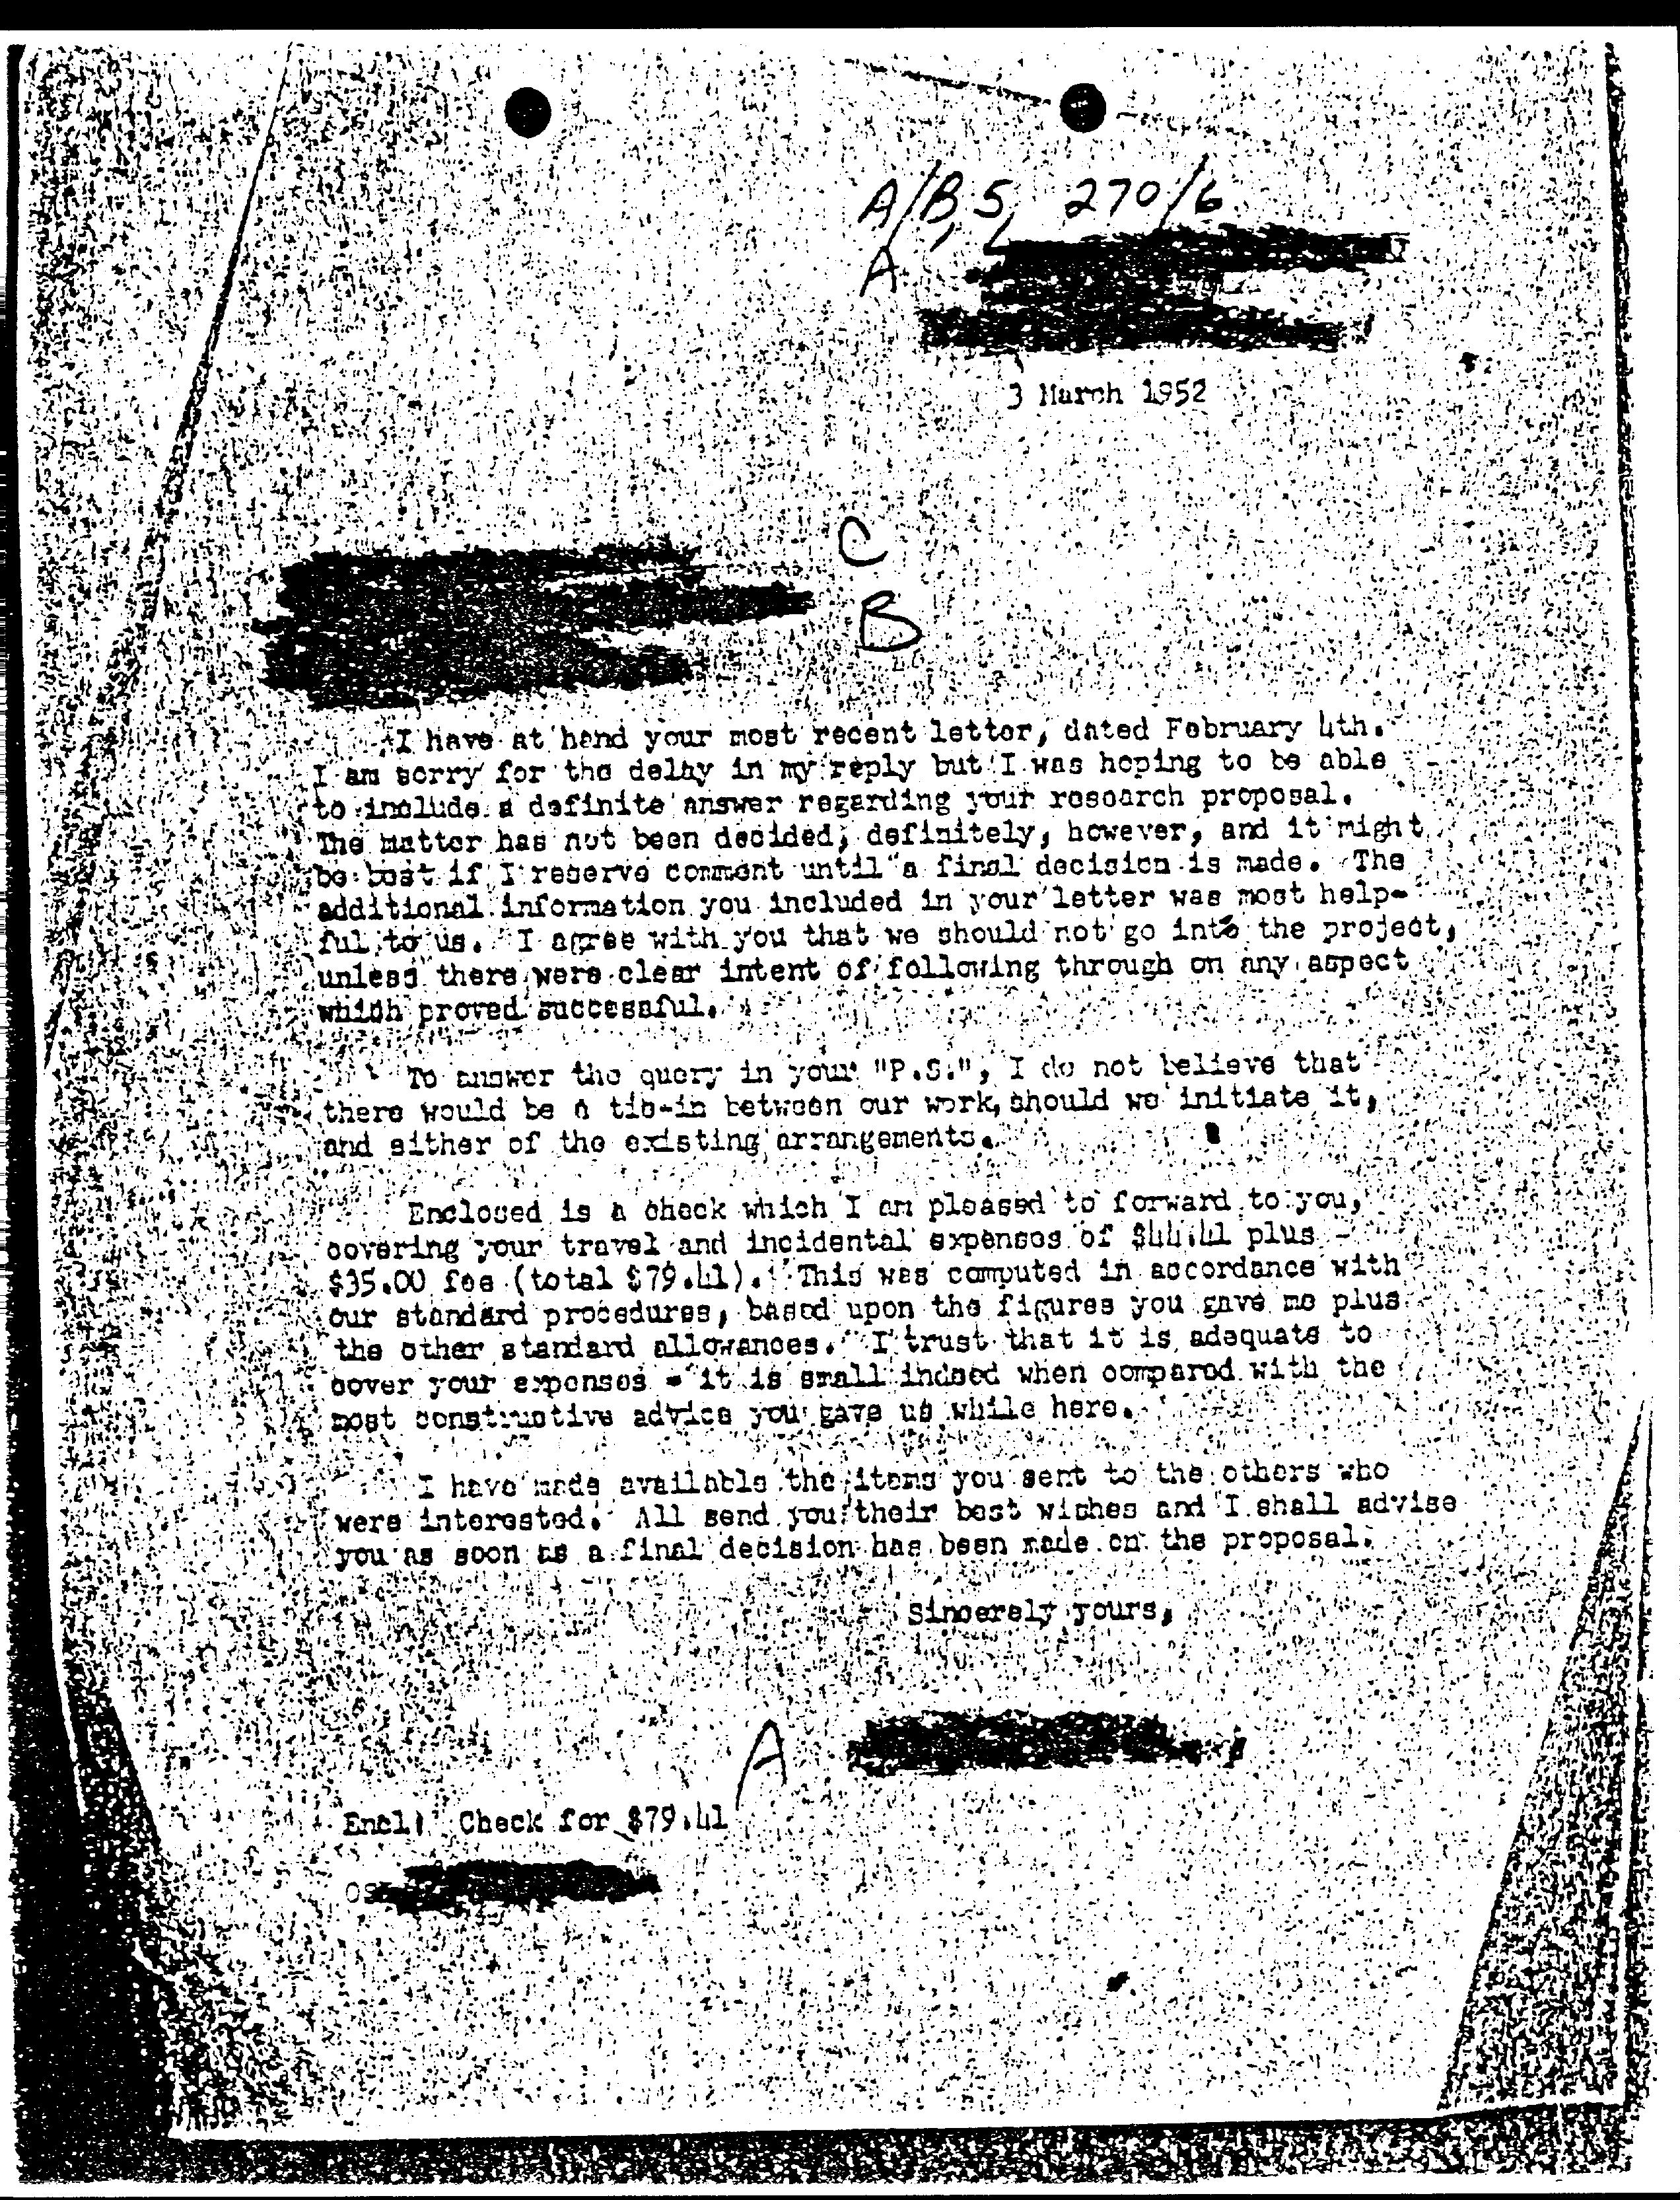 A/B, 5, 270/6
A
3 March 1952
C
B
I have at hand your most recent letter, dated February 4th.
I am sorry for the delay in my reply but I was hoping to be able
to include a definite answer regarding your research proposal.
The matter has not been decided, definitely, however, and it might
be best if I reserve comment until a final decision is made. The
additional information you included in your letter was most help-
ful to us. I agree with you that we should not go into the project,
unless there were clear intent of following through on any aspect
which proved successful.
To answer the query in your "P.S.", I do not believe that
there would be a tie-in between our work, should we initiate it,
and either of the existing arrangements.
Enclosed is a check which I am pleased to forward to you,
covering your travel and incidental expenses of $44.41 plus
$35.00 fee (total $79.41). This was computed in accordance with
our standard procedures, based upon the figures you gave me plus
the other standard allowances. I trust that it is adequate to
cover your expenses - it is small indeed when compared with the
most constructive advice you gave us while here.
I have made available the items you sent to the others who
were interested. All send you their best wishes and I shall advise
you as soon as a final decision has been made on the proposal.
Sincerely yours,
A
Encl: Check for $79.41